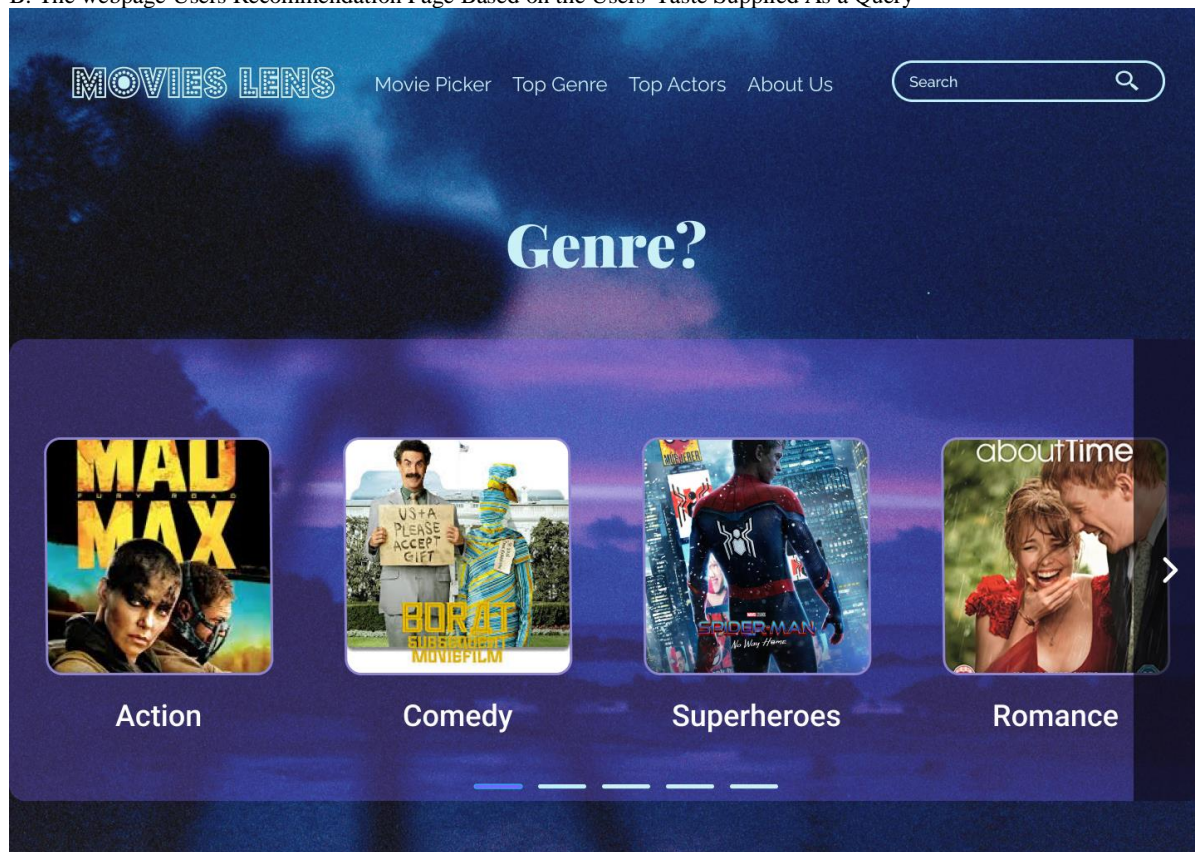 B. The webpage Users Recommendation Page Based on the Users' Taste Supplied As a Query
MOVIES LENS
Movie Picker Top Genre Top Actors About Us
Search
Genre?
MAD
FURY ROAD
MAX
US+A
PLEASE
ACCEPT
GIFT
BORAT
SUBSEQUENT
MOVIEFILM
SPIDER-MAN
No Way Home
aboutTime
Action
Comedy
Superheroes
Romance